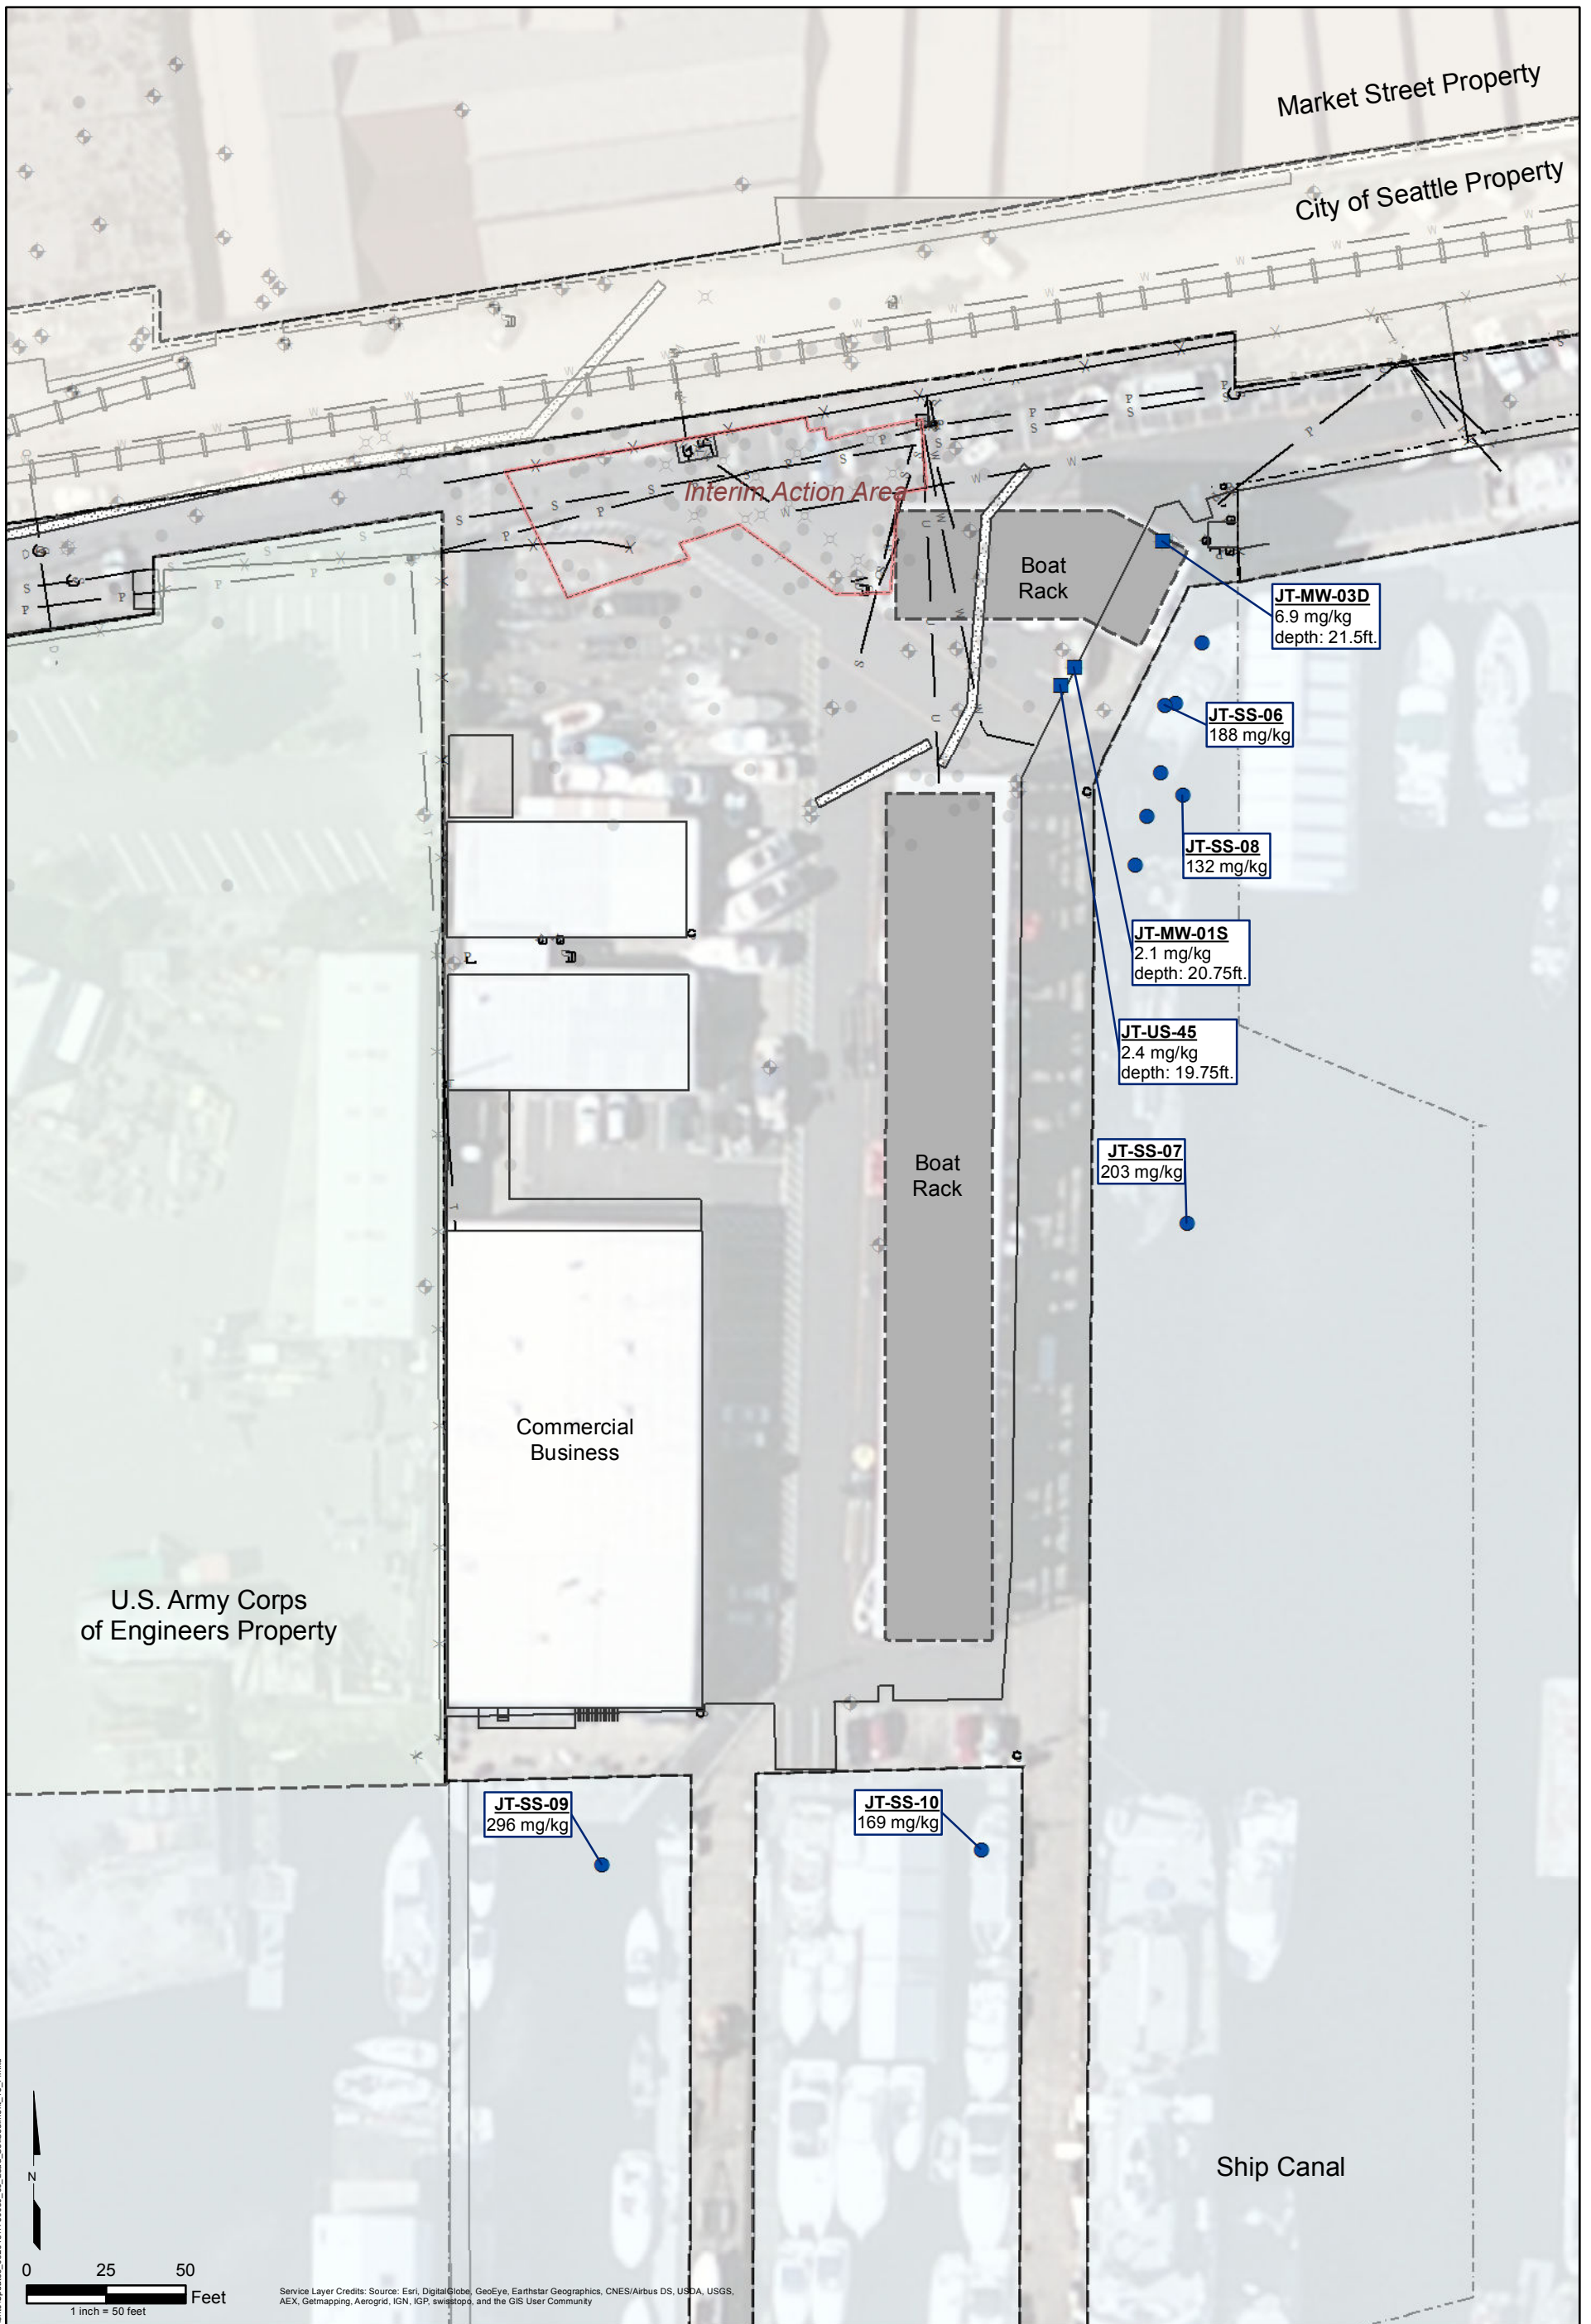 Market Street Property
City of Seattle Property
Interim Action Area
Boat
Rack
JT-MW-03D
6.9 mg/kg
depth: 21.5ft.
JT-SS-06
188 mg/kg
JT-SS-08
132 mg/kg
JT-MW-01S
2.1 mg/kg
depth: 20.75ft.
JT-US-45
2.4 mg/kg
depth: 19.75ft.
JT-SS-07
203 mg/kg
Boat
Rack
Commercial
Business
U.S. Army Corps
of Engineers Property
JT-SS-09
296 mg/kg
JT-SS-10
169 mg/kg
Ship Canal
N
0 25 50
Feet
1 inch = 50 feet
Service Layer Credits: Source: Esri, DigitalGlobe, GeoEye, Earthstar Geographics, CNES/Airbus DS, USDA, USGS,
AEX, Getmapping, Aerogrid, IGN, IGP, swisstopo, and the GIS User Community